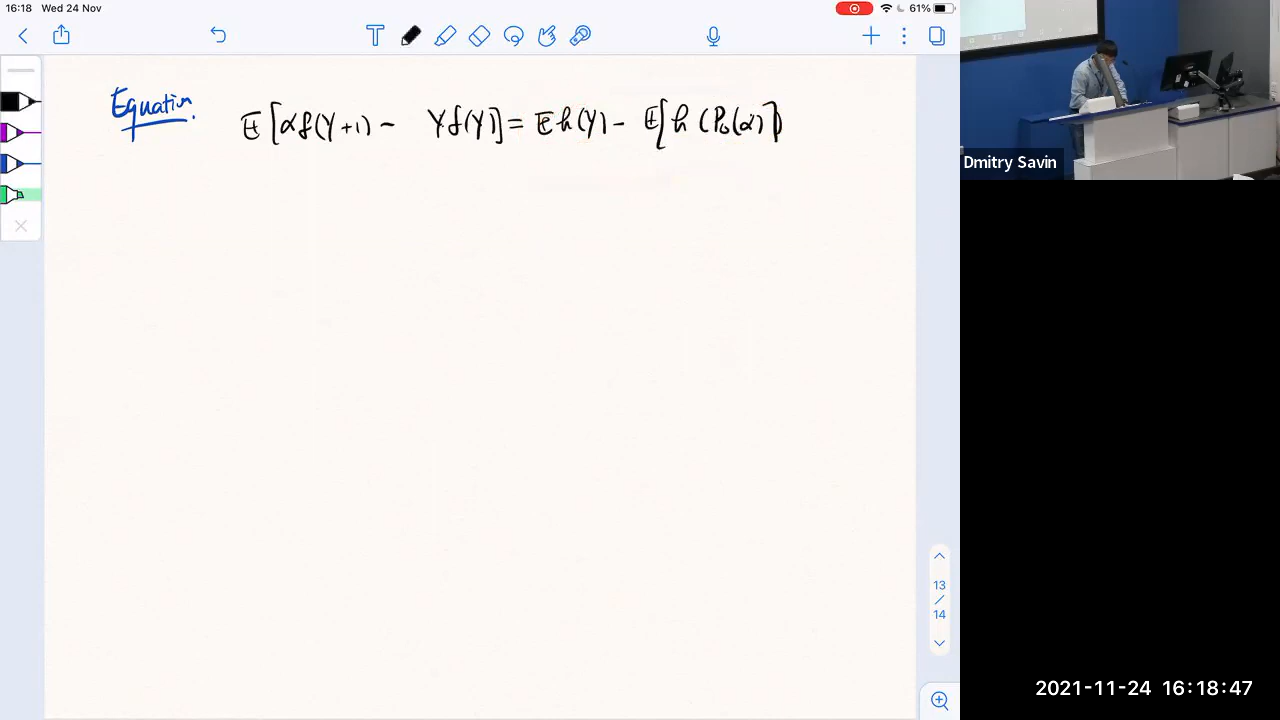 16:18 Wed 24 Nov
61%
Equation.
𝔼[αf(Y+1) − Yf(Y)] = 𝔼h(Y) − 𝔼[h(Po(α))]
Dmitry Savin
13
/
14
2021-11-24 16:18:47